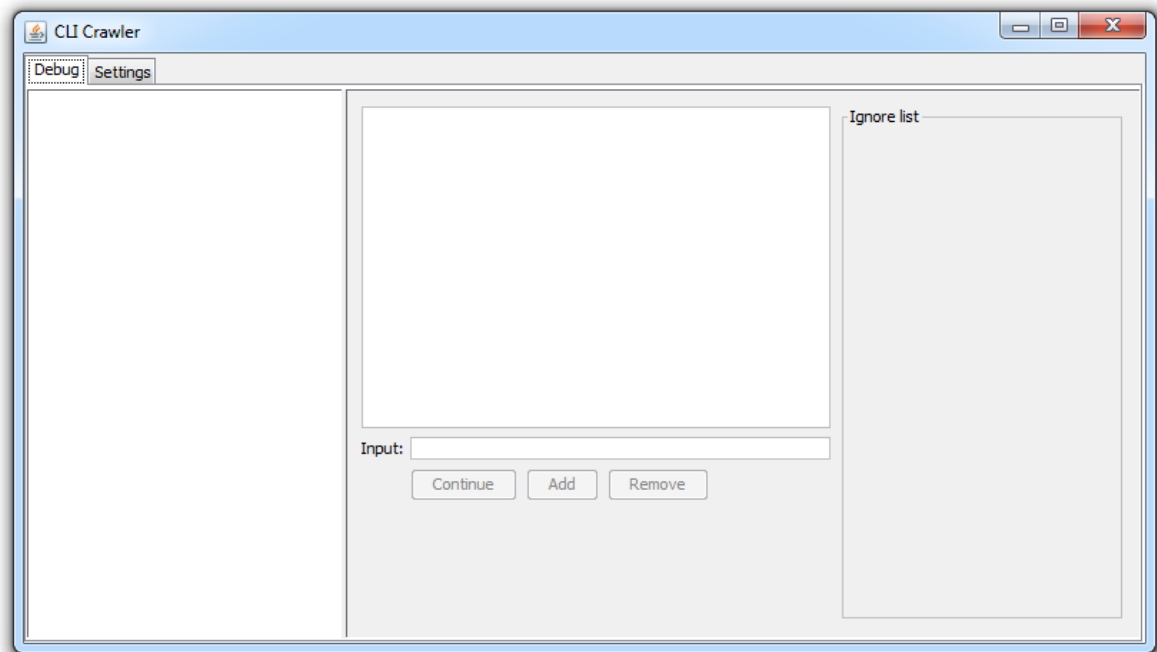 CLI Crawler
Debug Settings
Ignore list
Input:
Continue Add Remove